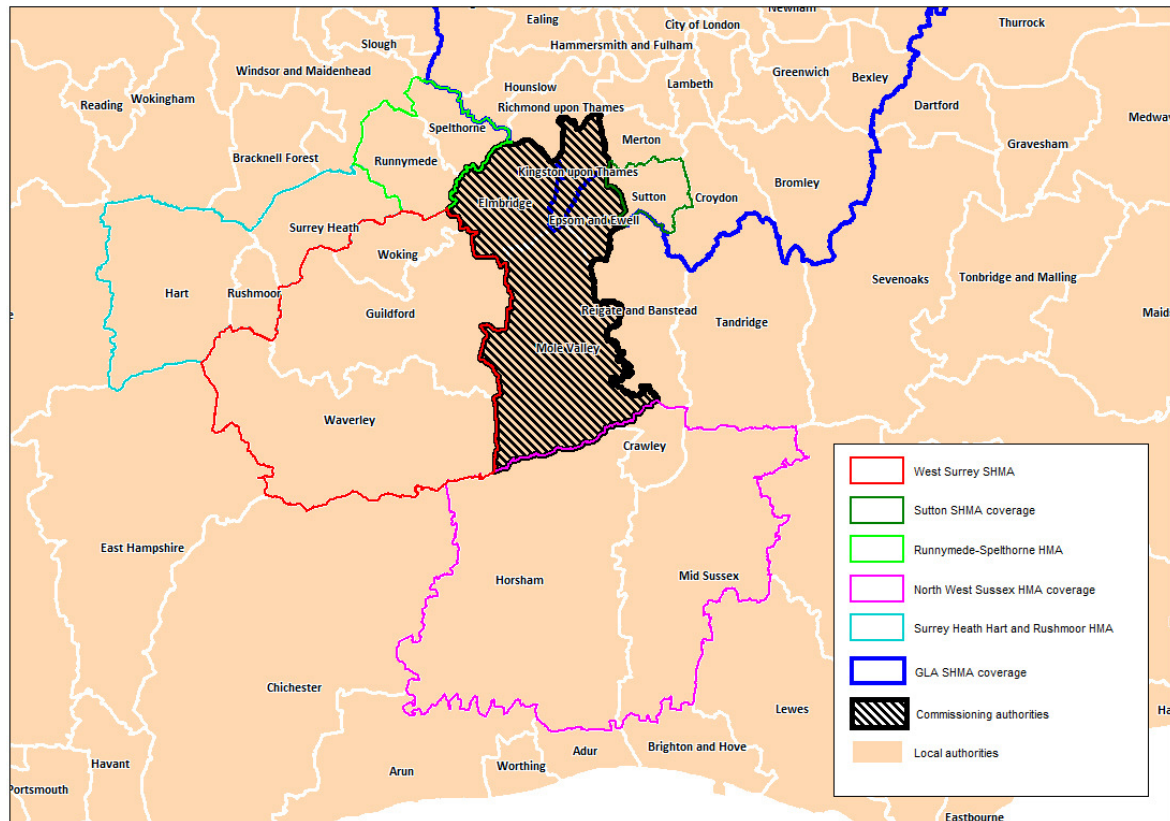 Newham
Thurrock
Ealing
City of London
Slough
Hammersmith and Fulham
Windsor and Maidenhead
Greenwich
Bexley
Hounslow
Lambeth
Reading
Wokingham
Dartford
Richmond upon Thames
Medway
Spelthorne
Merton
Gravesham
Bracknell Forest
Runnymede
Kingston upon Thames
Bromley
Sutton
Croydon
Elmbridge
Epsom and Ewell
Surrey Heath
Woking
Sevenoaks
Tonbridge and Malling
Hart
Rushmoor
Guildford
Reigate and Banstead
Tandridge
Maid
Mole Valley
Waverley
Crawley
East Hampshire
Horsham
Mid Sussex
Chichester
Lewes
Havant
Arun
Worthing
Adur
Brighton and Hove
Portsmouth
Eastbourne
Ha
West Surrey SHMA
Sutton SHMA coverage
Runnymede-Spelthorne HMA
North West Sussex HMA coverage
Surrey Heath Hart and Rushmoor HMA
GLA SHMA coverage
Commissioning authorities
Local authorities